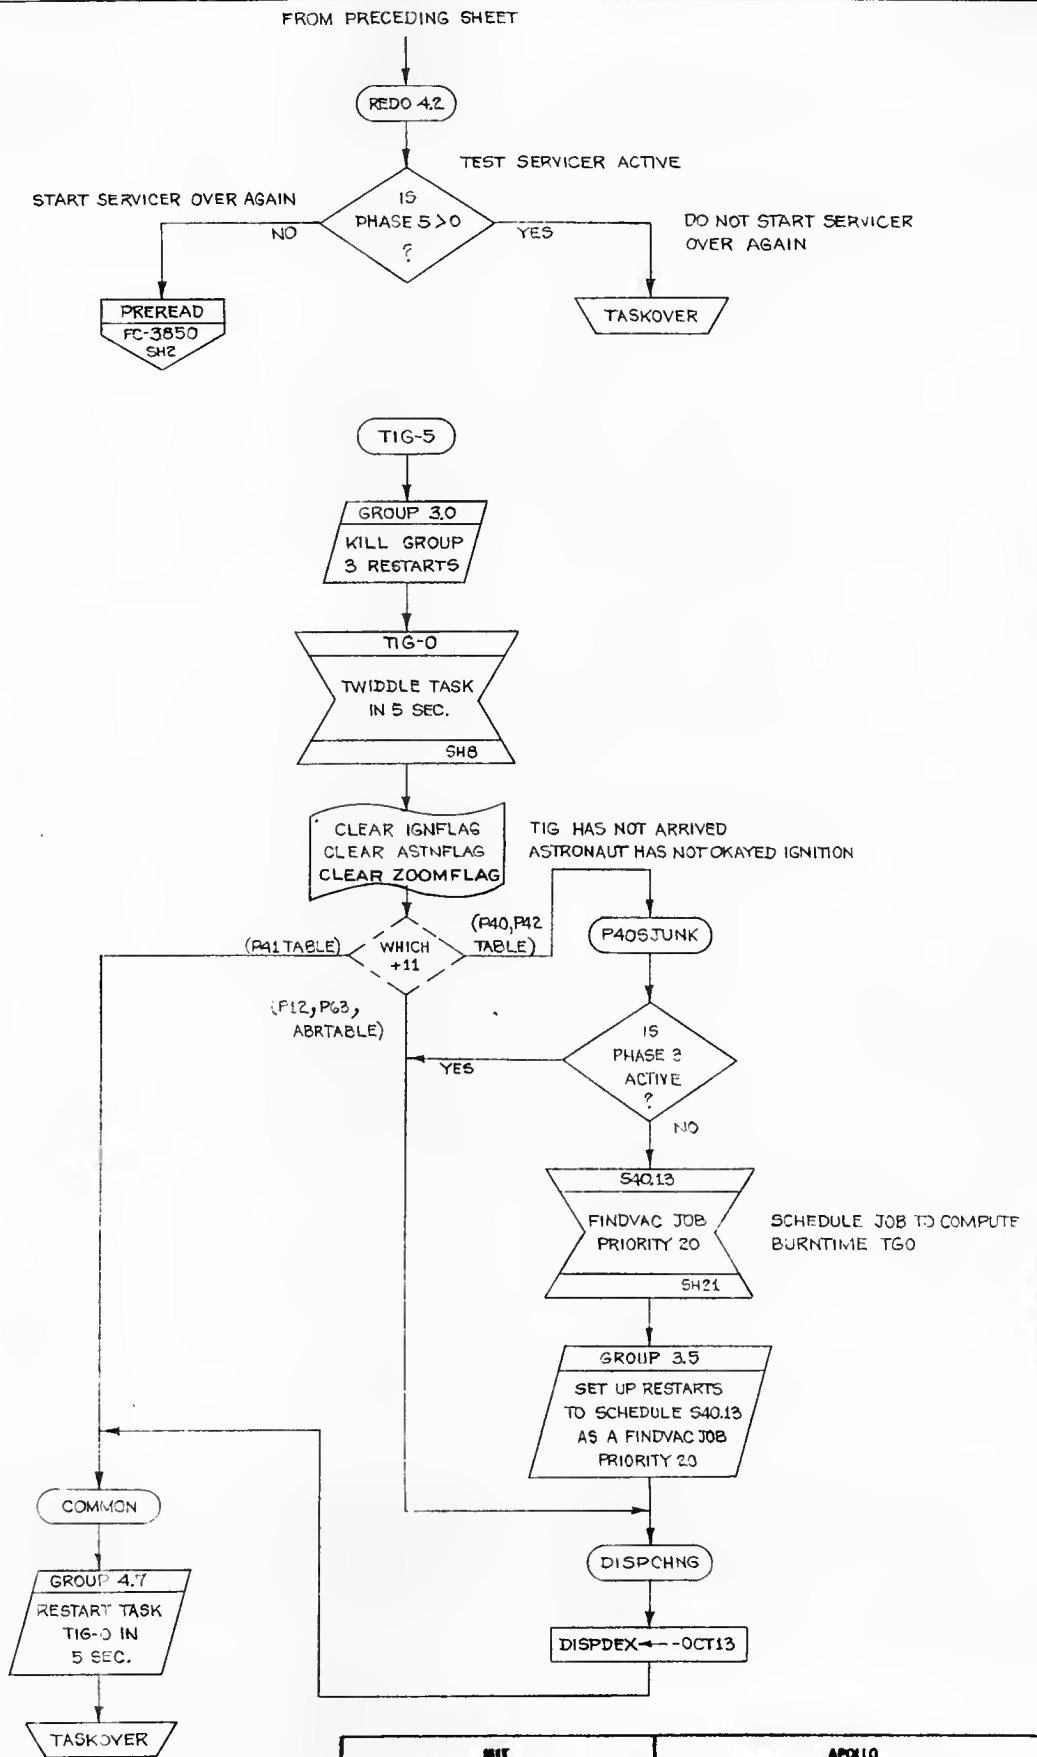 FROM PRECEDING SHEET
REDO 4.2
TEST SERVICER ACTIVE
START SERVICER OVER AGAIN
IS
PHASE 5>0
?
NO
YES
DO NOT START SERVICER
OVER AGAIN
PREREAD
FC-3850
SH2
TASKOVER
TIG-5
GROUP 3.0
KILL GROUP
3 RESTARTS
TIG-0
TWIDDLE TASK
IN 5 SEC.
SH8
CLEAR IGNFLAG
CLEAR ASTNFLAG
CLEAR ZOOMFLAG
TIG HAS NOT ARRIVED
ASTRONAUT HAS NOT OKAYED IGNITION
(P41TABLE)
WHICH
+11
(P40,P42
TABLE)
P40SJUNK
(P12,P63,
ABRTABLE)
IS
PHASE 3
ACTIVE
?
YES
NO
S40.13
FINDVAC JOB
PRIORITY 20
SH21
SCHEDULE JOB TO COMPUTE
BURNTIME TGO
GROUP 3.5
SET UP RESTARTS
TO SCHEDULE S40.13
AS A FINDVAC JOB
PRIORITY 20
COMMON
DISPCHNG
GROUP 4.7
RESTART TASK
TIG-0 IN
5 SEC.
DISPDEX←--OCT13
TASKOVER
MIT
APOLLO